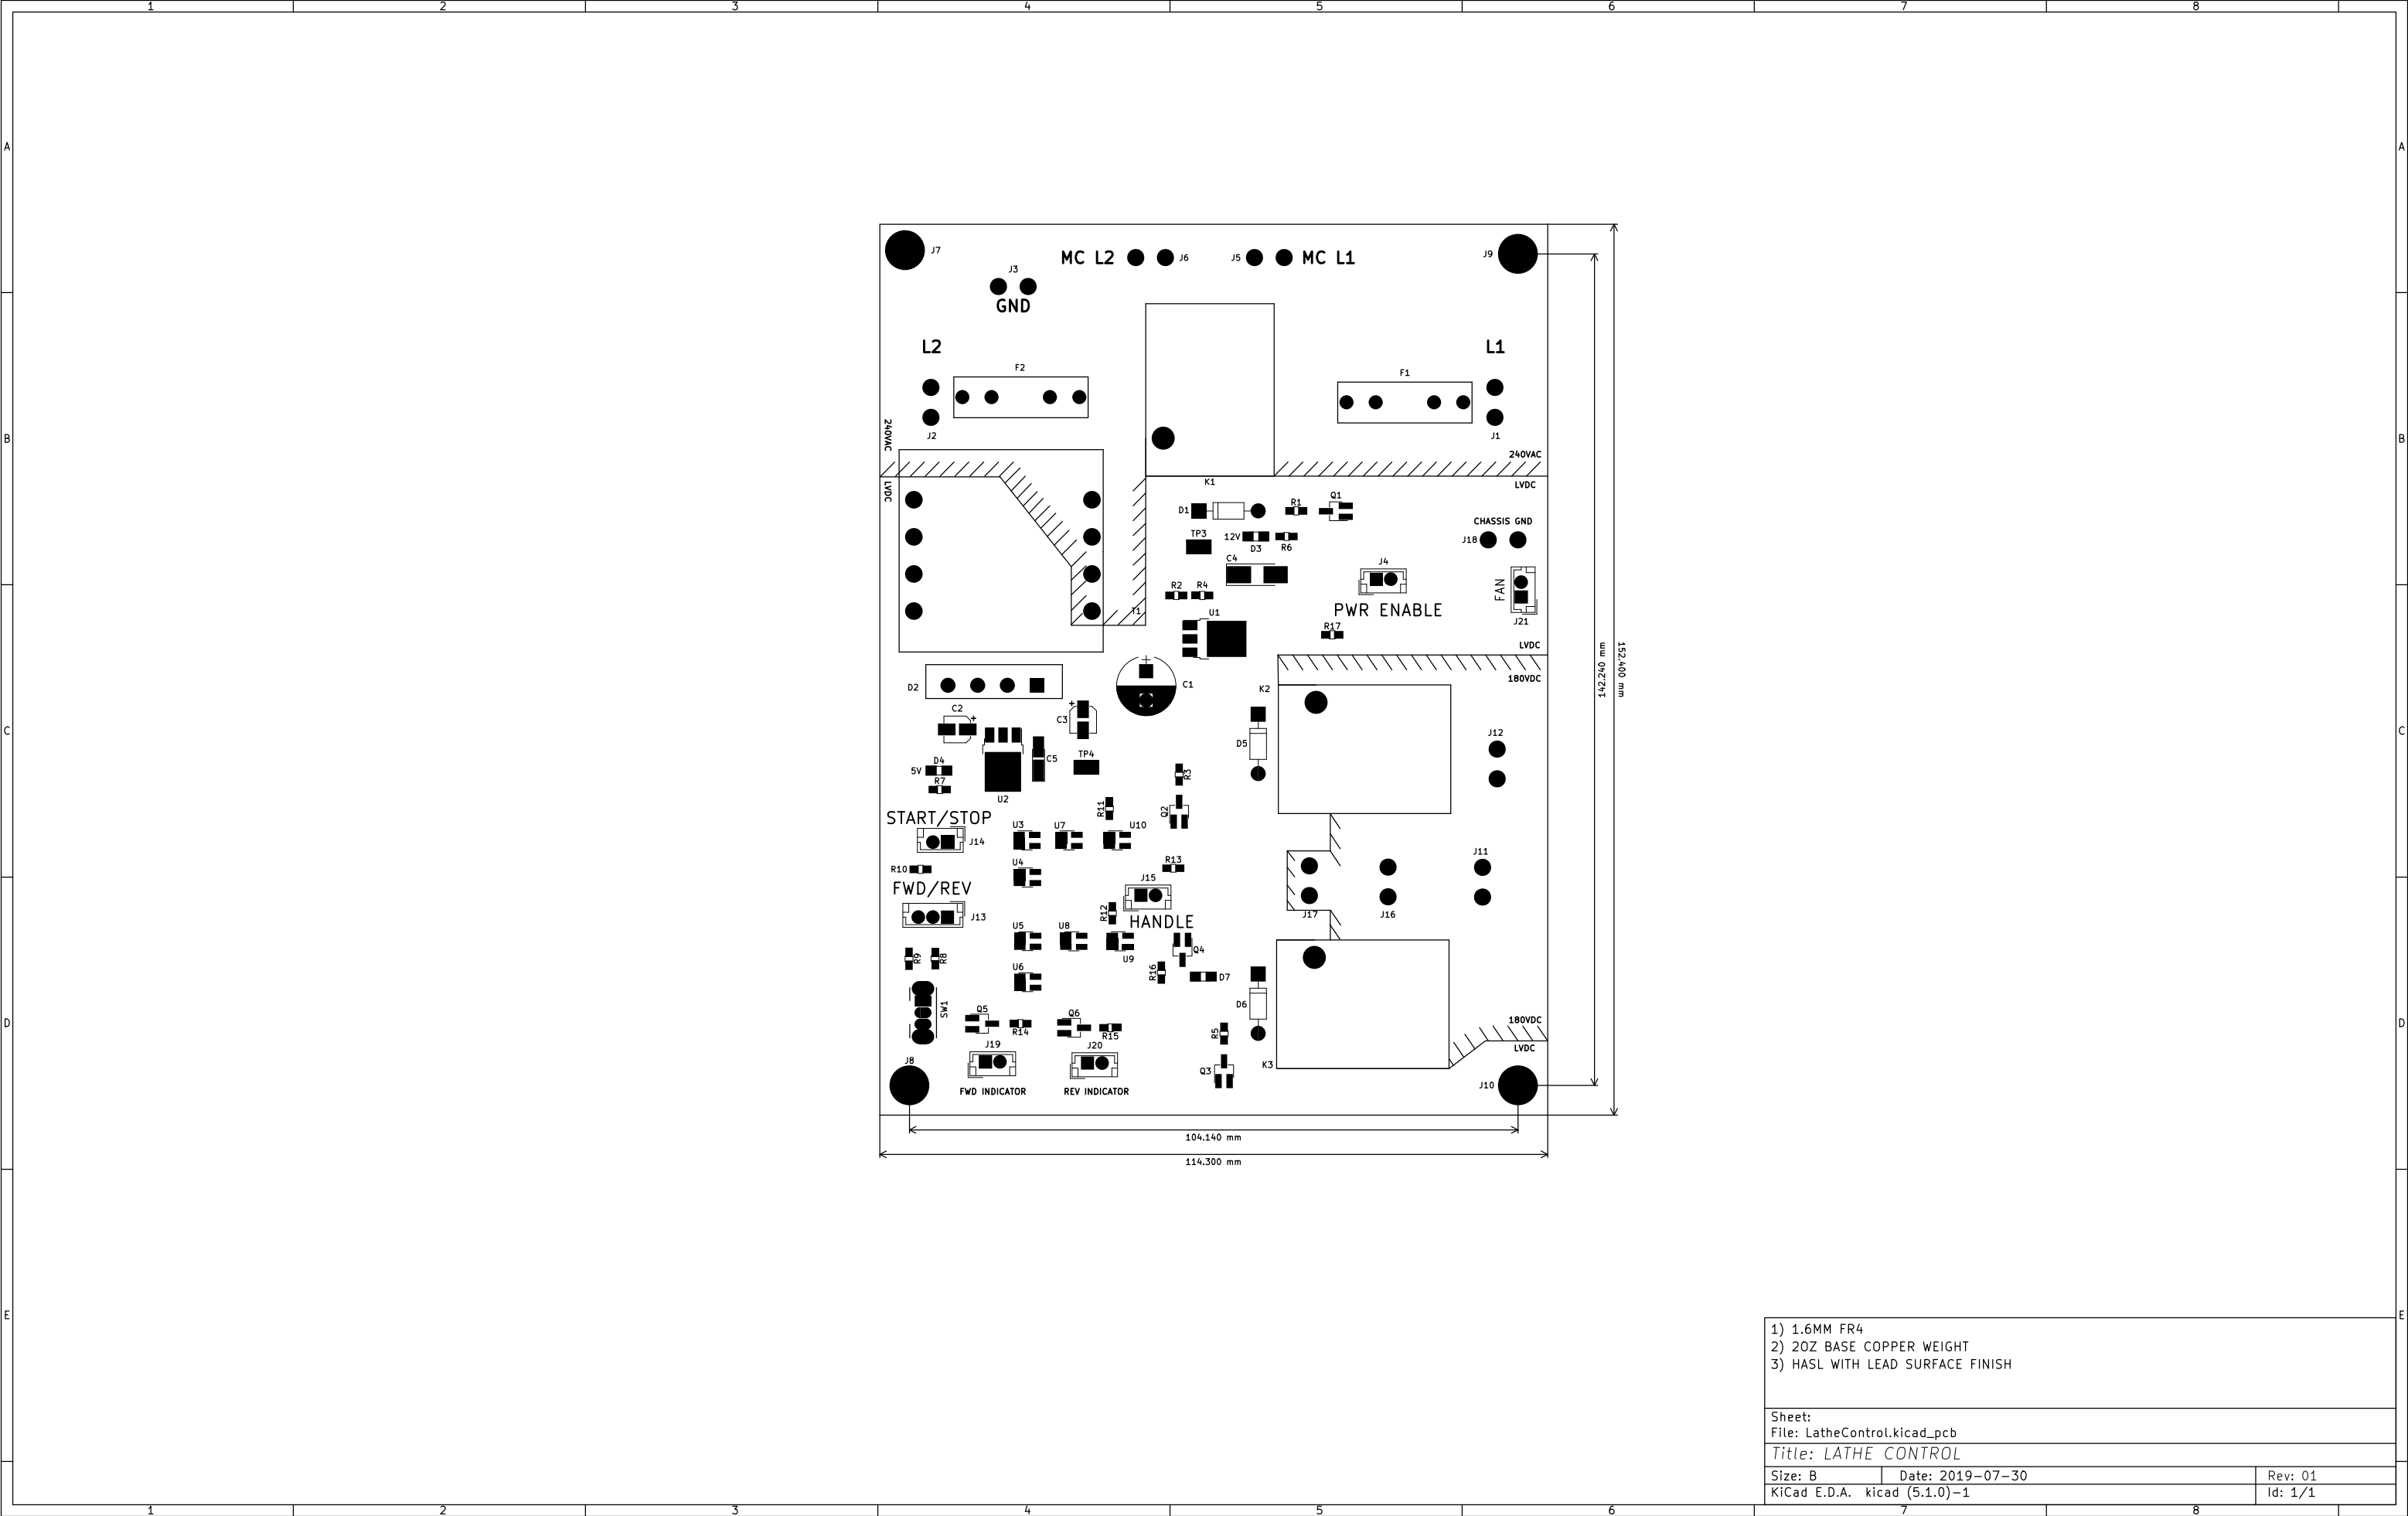 1 2 3 4 5 6 7 8
A A
J7
MC L2 J6 J5 MC L1
J9
J3
GND
L2 L1
F2 F1
J2 J1
240VAC 240VAC
LVDC LVDC
K1
D1 R1 Q1
CHASSIS GND
J18
TP3 12V D3 R6
C4 J4
R2 R4
PWR ENABLE
FAN
J21
T1 U1
R17
LVDC
180VDC
142.240 mm
152.400 mm
D2 C1 K2
C2 + C3 + +
D5 J12
C5 TP4
5V D4
R7
U2
R3
R11 Q2
START/STOP
J14
U3 U7 U10
R10 U4
R13 J11
J15
FWD/REV
J13
R12
HANDLE
J17 J16
U5 U8 U9
Q4
R9 R8
U6
R16 D7
D6
SW1
Q5 R14 Q6 R15
R5
180VDC
LVDC
J19 J20
J8
Q3 K3
J10
FWD INDICATOR REV INDICATOR
104.140 mm
114.300 mm
B B
C C
D D
E E
1) 1.6MM FR4
2) 2OZ BASE COPPER WEIGHT
3) HASL WITH LEAD SURFACE FINISH
Sheet:
File: LatheControl.kicad_pcb
Title: LATHE CONTROL
Size: B Date: 2019-07-30 Rev: 01
KiCad E.D.A. kicad (5.1.0)-1 Id: 1/1
1 2 3 4 5 6 7 8